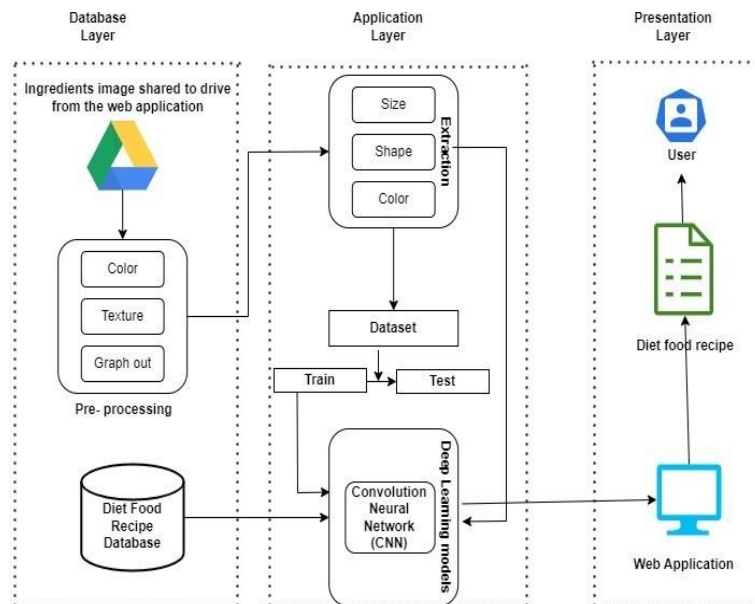 Database
Layer
Application
Layer
Presentation
Layer
Ingredients image shared to drive
from the web application
Color
Texture
Graph out
Pre- processing
Diet Food
Recipe
Database
Size
Shape
Color
Extraction
Dataset
Train
Test
Convolution
Neural
Network
(CNN)
Deep Learning models
User
Diet food recipe
Web Application